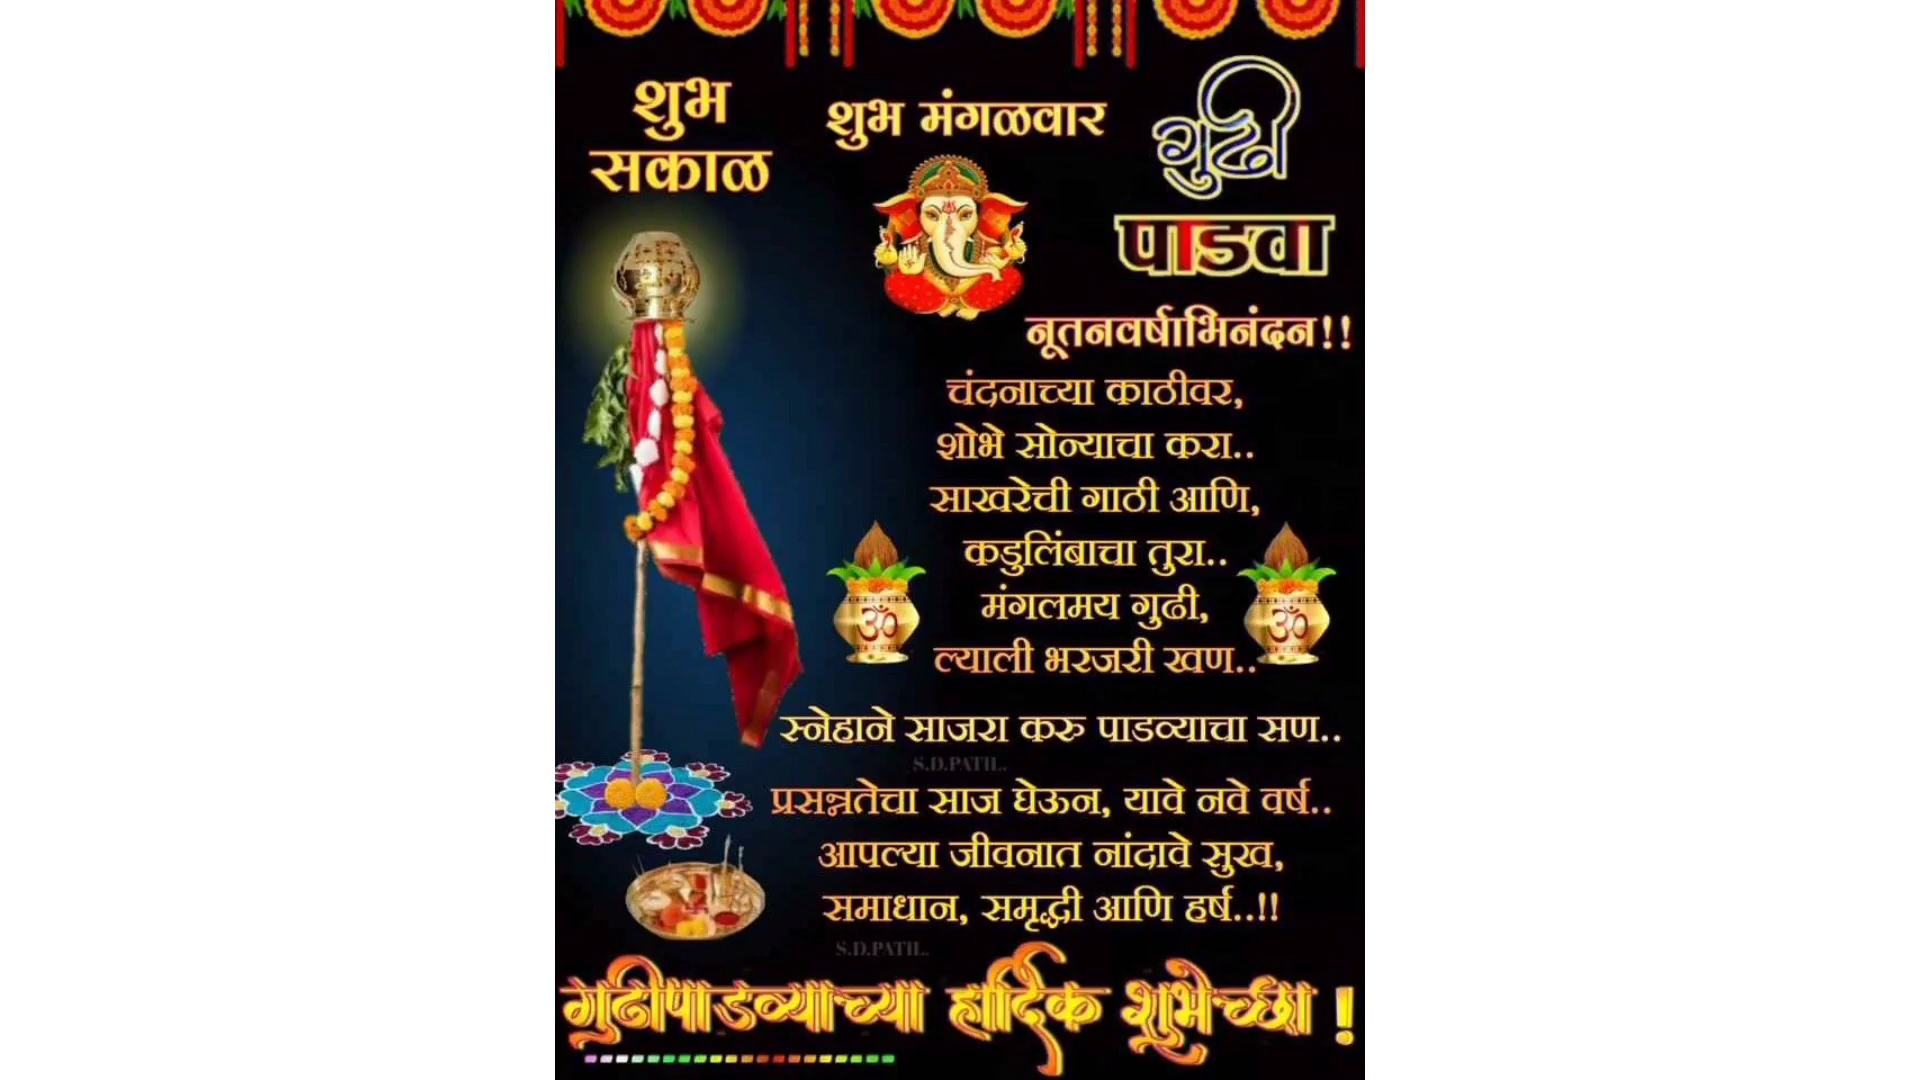 शुभ
सकाळ
शुभ मंगळवार
गुढी
पाडवा
नूतनवर्षाभिनंदन!!
चंदनाच्या काठीवर,
शोभे सोन्याचा करा..
साखरेची गाठी आणि,
कडुलिंबाचा तुरा..
मंगलमय गुढी,
ल्याली भरजरी खण..
ॐ
ॐ
स्नेहाने साजरा करु पाडव्याचा सण..
S.D.PATIL..
प्रसन्नतेचा साज घेऊन, यावे नवे वर्ष..
आपल्या जीवनात नांदावे सुख,
समाधान, समृद्धी आणि हर्ष..!!
S.D.PATIL..
गुढीपाडव्याच्या हार्दिक शुभेच्छा !